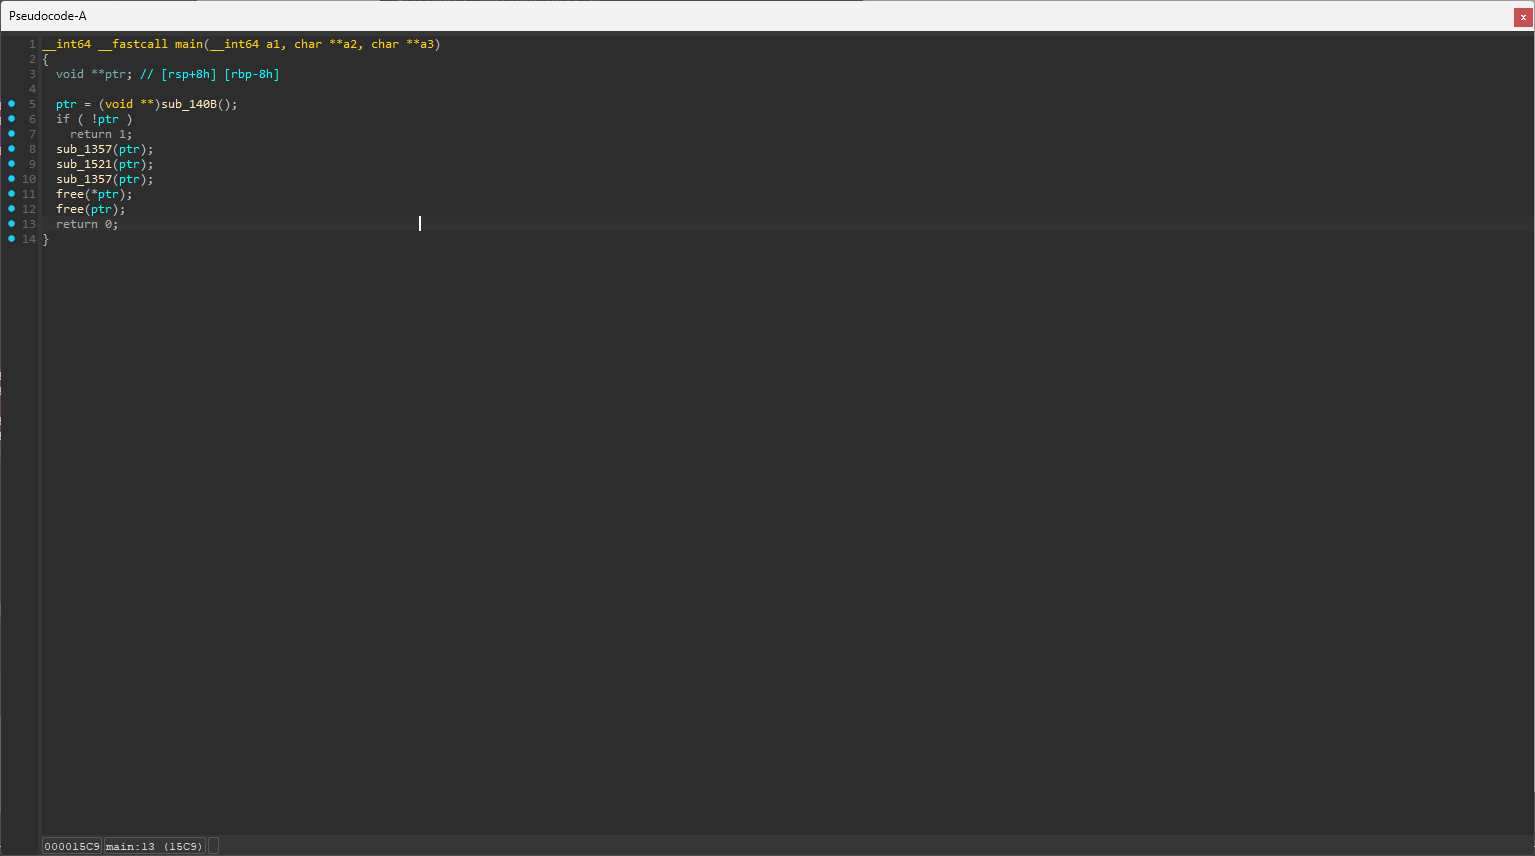 Pseudocode-A
x
1 __int64 __fastcall main(__int64 a1, char **a2, char **a3)
2 {
3   void **ptr; // [rsp+8h] [rbp-8h]
4
5   ptr = (void **)sub_140B();
6   if ( !ptr )
7     return 1;
8   sub_1357(ptr);
9   sub_1521(ptr);
10   sub_1357(ptr);
11   free(*ptr);
12   free(ptr);
13   return 0;
14 }
000015C9 main:13 (15C9)